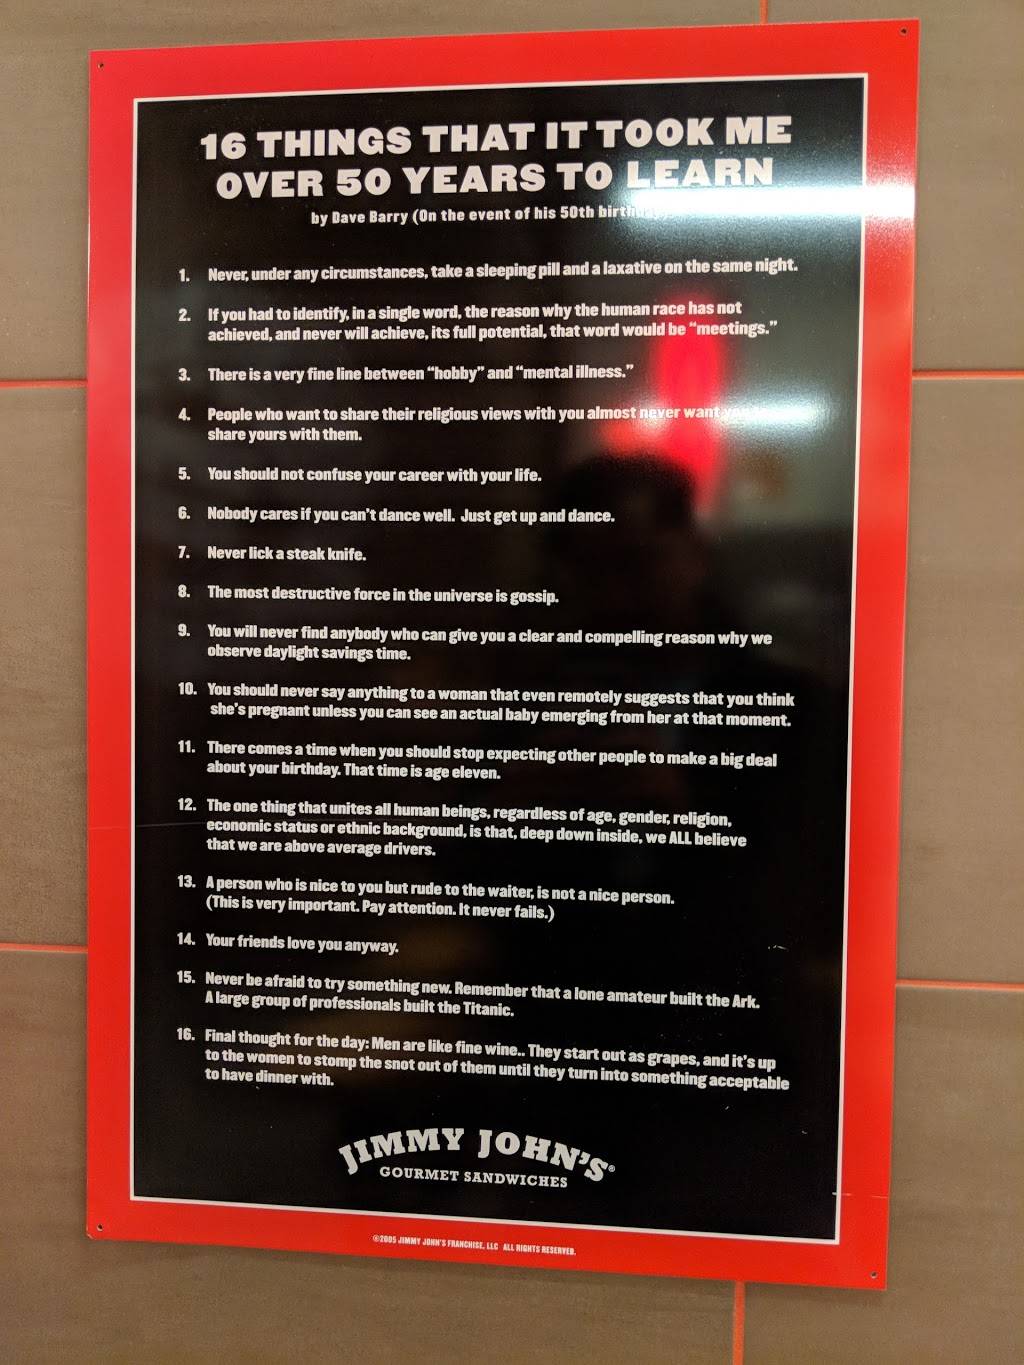 16 THINGS THAT IT TOOK ME
OVER 50 YEARS TO LEARN
by Dave Barry (On the event of his 50th
1. Never, under any circumstances, take a sleeping pill and a laxative on the same night.
2. If you had to identify, in a single word, the reason why the human race has not
achieved, and never will achieve, its full potential, that word would be “meetings.”
3. There is a very fine line between “hobby” and “mental illness.”
4. People who want to share their religious views with you almost never want you to
share yours with them.
5. You should not confuse your career with your life.
6. Nobody cares if you can’t dance well. Just get up and dance.
7. Never lick a steak knife.
8. The most destructive force in the universe is gossip.
9. You will never find anybody who can give you a clear and compelling reason why we
observe daylight savings time.
10. You should never say anything to a woman that even remotely suggests that you think
she’s pregnant unless you can see an actual baby emerging from her at that moment.
11. There comes a time when you should stop expecting other people to make a big deal
about your birthday. That time is age eleven.
12. The one thing that unites all human beings, regardless of age, gender, religion,
economic status or ethnic background, is that, deep down inside, we ALL believe
that we are above average drivers.
13. A person who is nice to you but rude to the waiter, is not a nice person.
(This is very important. Pay attention. It never fails.)
14. Your friends love you anyway.
15. Never be afraid to try something new. Remember that a lone amateur built the Ark.
A large group of professionals built the Titanic.
16. Final thought for the day: Men are like fine wine.. They start out as grapes, and it’s up
to the women to stomp the snot out of them until they turn into something acceptable
to have dinner with.
JIMMY JOHN’S®
GOURMET SANDWICHES
©2005 JIMMY JOHN’S FRANCHISE, LLC ALL RIGHTS RESERVED.